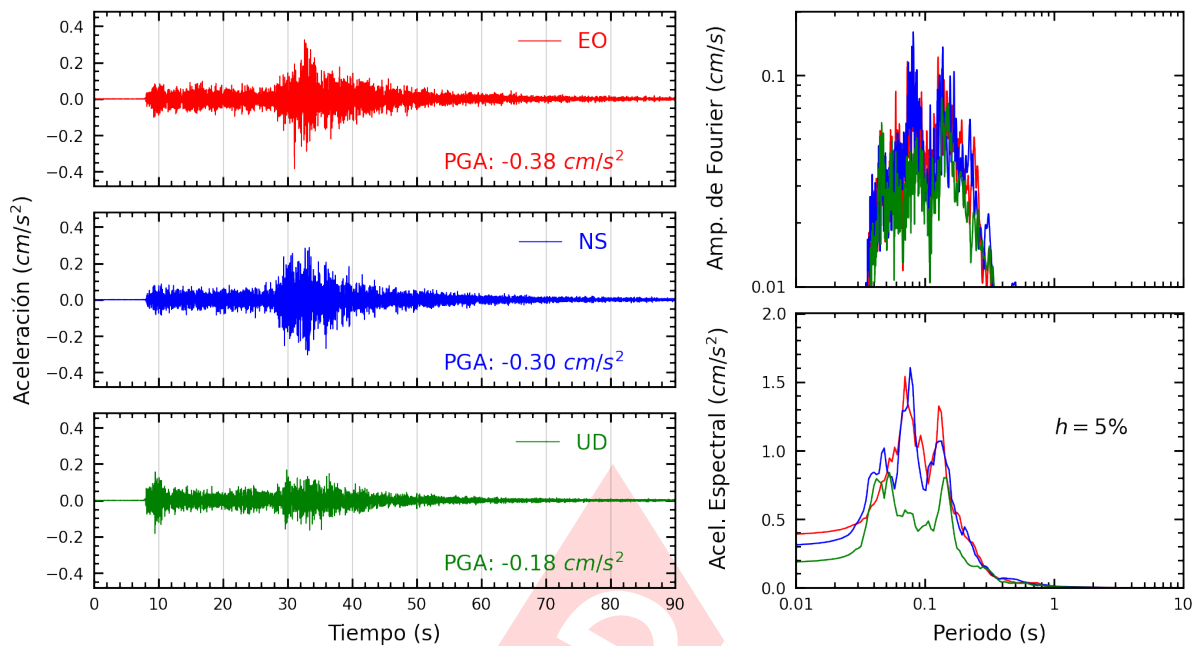 Aceleración (cm/s²)
0.4
0.2
0.0
−0.2
−0.4
EO
PGA: -0.38 cm/s²
0.4
0.2
0.0
−0.2
−0.4
NS
PGA: -0.30 cm/s²
0.4
0.2
0.0
−0.2
−0.4
UD
PGA: -0.18 cm/s²
0 10 20 30 40 50 60 70 80 90
Tiempo (s)
Amp. de Fourier (cm/s)
0.1
0.01
Acel. Espectral (cm/s²)
2.0
1.5
1.0
0.5
0.0
h = 5%
0.01 0.1 1 10
Periodo (s)